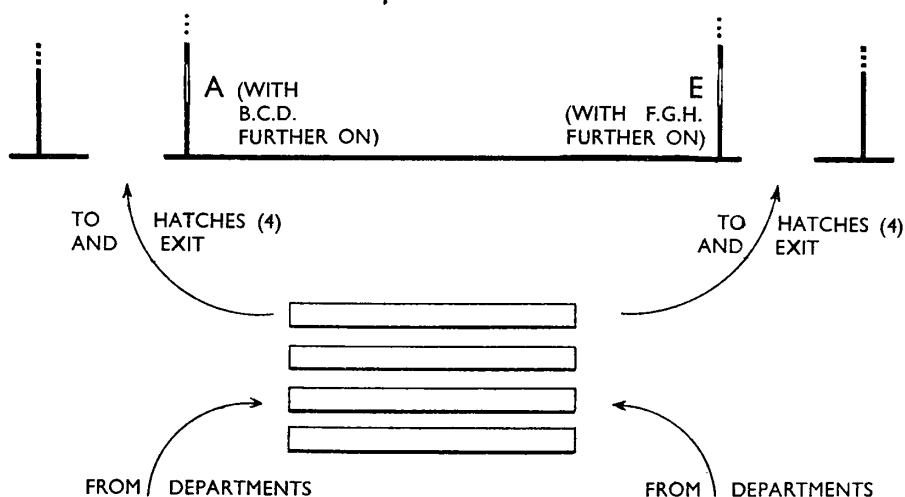 A (WITH
B.C.D.
FURTHER ON)
E
(WITH F.G.H.
FURTHER ON)
TO HATCHES (4)
AND EXIT
TO HATCHES (4)
AND EXIT
FROM DEPARTMENTS
FROM DEPARTMENTS